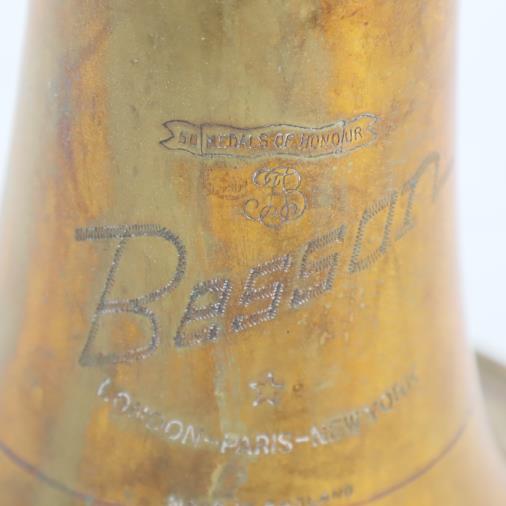 50 MEDALS OF HONOUR
Besson
LONDON-PARIS-NEW YORK